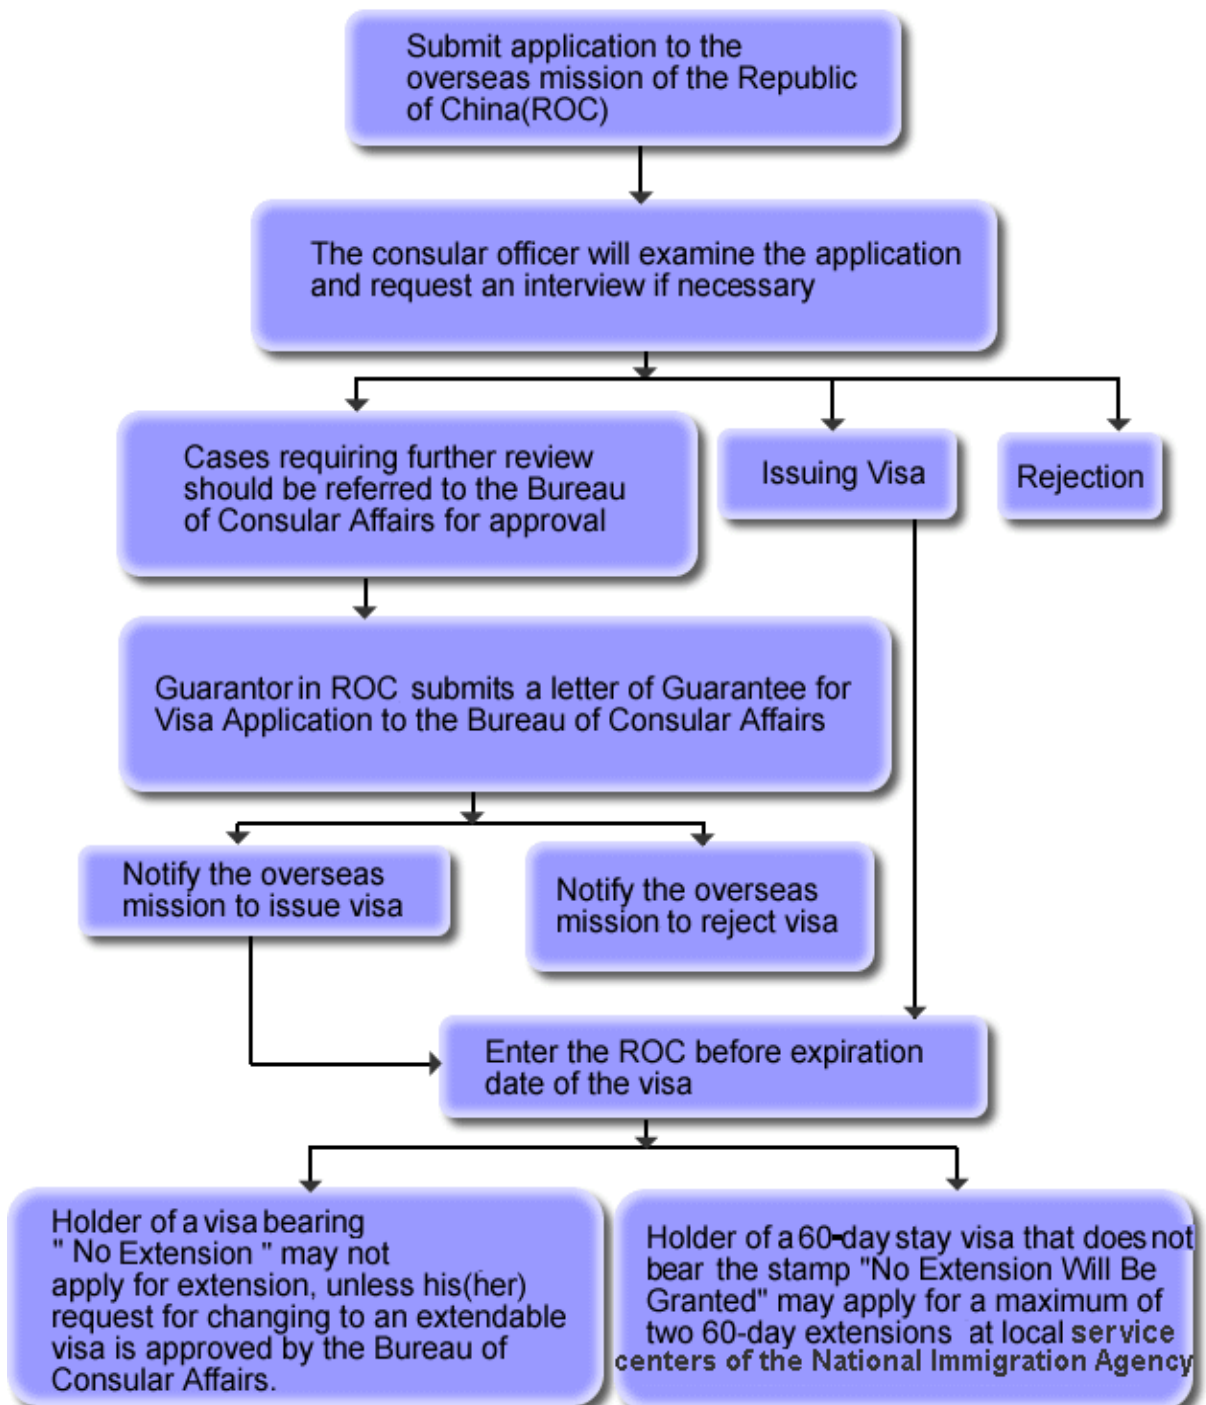 Submit application to the
overseas mission of the Republic
of China(ROC)
The consular officer will examine the application
and request an interview if necessary
Cases requiring further review
should be referred to the Bureau
of Consular Affairs for approval
Issuing Visa
Rejection
Guarantor in ROC submits a letter of Guarantee for
Visa Application to the Bureau of Consular Affairs
Notify the overseas
mission to issue visa
Notify the overseas
mission to reject visa
Enter the ROC before expiration
date of the visa
Holder of a visa bearing
" No Extension " may not
apply for extension, unless his(her)
request for changing to an extendable
visa is approved by the Bureau of
Consular Affairs.
Holder of a 60-day stay visa that does not
bear the stamp "No Extension Will Be
Granted" may apply for a maximum of
two 60-day extensions at local service
centers of the National Immigration Agency